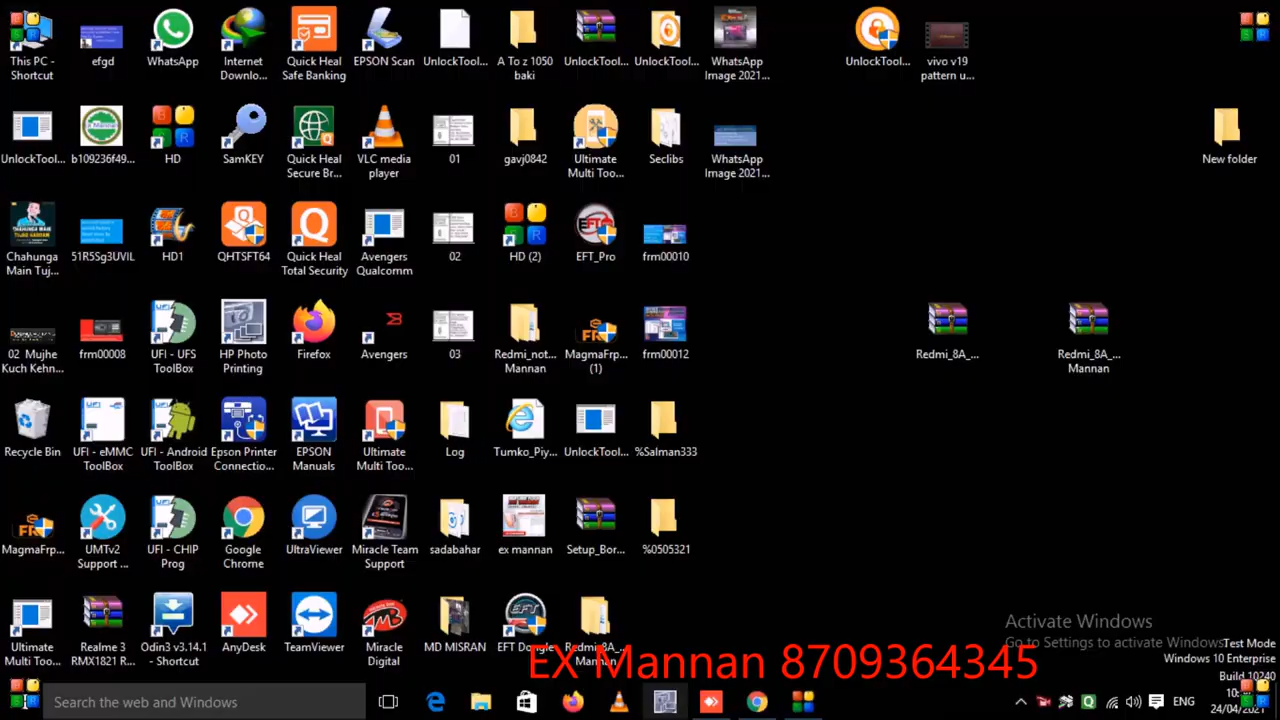 This PC -
Shortcut
efgd
WhatsApp
Internet
Downlo...
Quick Heal
Safe Banking
EPSON Scan
UnlockTool...
A To z 1050
baki
UnlockTool...
UnlockTool...
WhatsApp
Image 2021...
UnlockTool...
vivo v19
pattern u...
UnlockTool...
b109236f49...
HD
SamKEY
Quick Heal
Secure Br...
VLC media
player
01
gavj0842
Ultimate
Multi Too...
Seclibs
WhatsApp
Image 2021...
New folder
Chahunga
Main Tuj...
51R5Sg3UVIL
HD1
QHTSFT64
Quick Heal
Total Security
Avengers
Qualcomm
02
HD (2)
EFT_Pro
frm00010
02 Mujhe
Kuch Kehn...
frm00008
UFI - UFS
ToolBox
HP Photo
Printing
Firefox
Avengers
03
Redmi_not...
Mannan
MagmaFrp...
(1)
frm00012
Redmi_8A_...
Redmi_8A_...
Mannan
Recycle Bin
UFI - eMMC
ToolBox
UFI - Android
ToolBox
Epson Printer
Connectio...
EPSON
Manuals
Ultimate
Multi Too...
Log
Tumko_Piy...
UnlockTool...
%Salman333
MagmaFrp...
UMTv2
Support ...
UFI - CHIP
Prog
Google
Chrome
UltraViewer
Miracle Team
Support
sadabahar
ex mannan
Setup_Bor...
%0505321
Ultimate
Multi Too...
Realme 3
RMX1821 R...
Odin3 v3.14.1
- Shortcut
AnyDesk
TeamViewer
Miracle
Digital
MD MISRAN
EFT Dongle
Redmi_8A_...
Mannan
EX Mannan 8709364345
Activate Windows
Go to Settings to activate Windows.
Test Mode
Windows 10 Enterprise
Build 10240
Search the web and Windows
ENG
24/04/2021